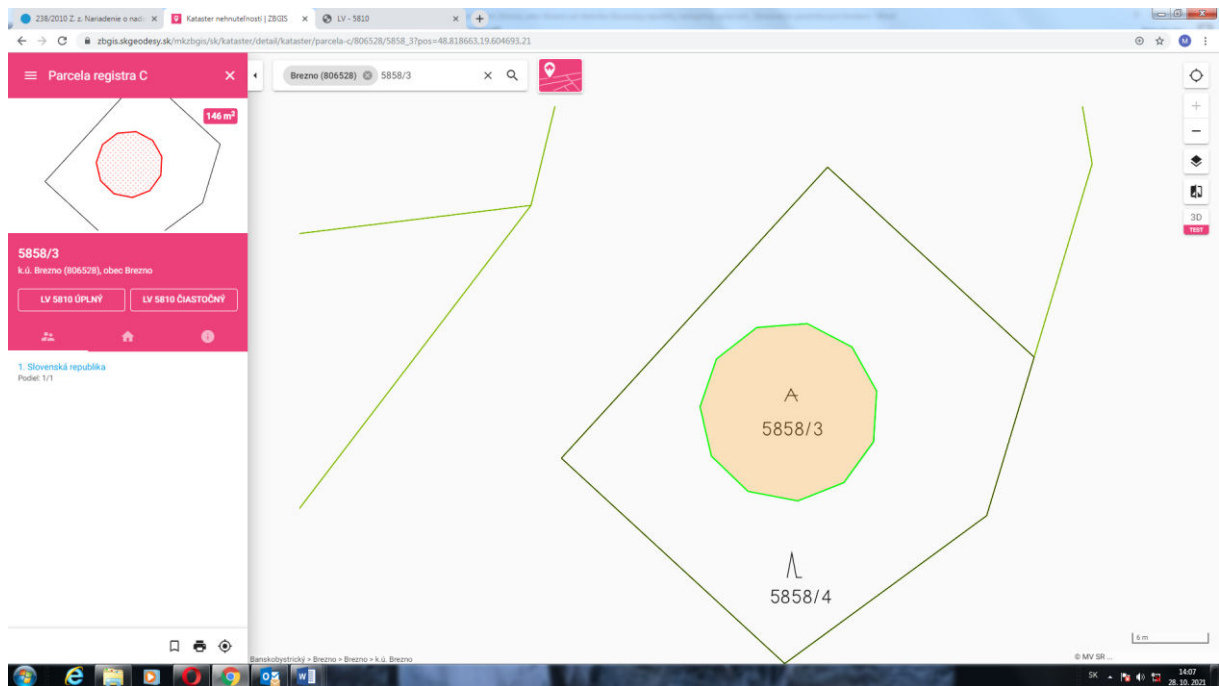 238/2010 Z. z. Nariadenie o nad
Kataster nehnuteľností | ZBGIS
LV - 5810
zbgis.skgeodesy.sk/mkzbgis/sk/kataster/detail/kataster/parcela-c/806528/5858_3?pos=48.818663,19.604693,21
Parcela registra C
Brezno (806528)
5858/3
146 m²
3D
TEST
5858/3
k.ú. Brezno (806528), obec Brezno
LV 5810 ÚPLNÝ
LV 5810 ČIASTOČNÝ
1. Slovenská republika
Podiel: 1/1
5858/3
5858/4
6 m
Banskobystrický > Brezno > Brezno > k.ú. Brezno
© MV SR ...
SK
14:07
28. 10. 2021